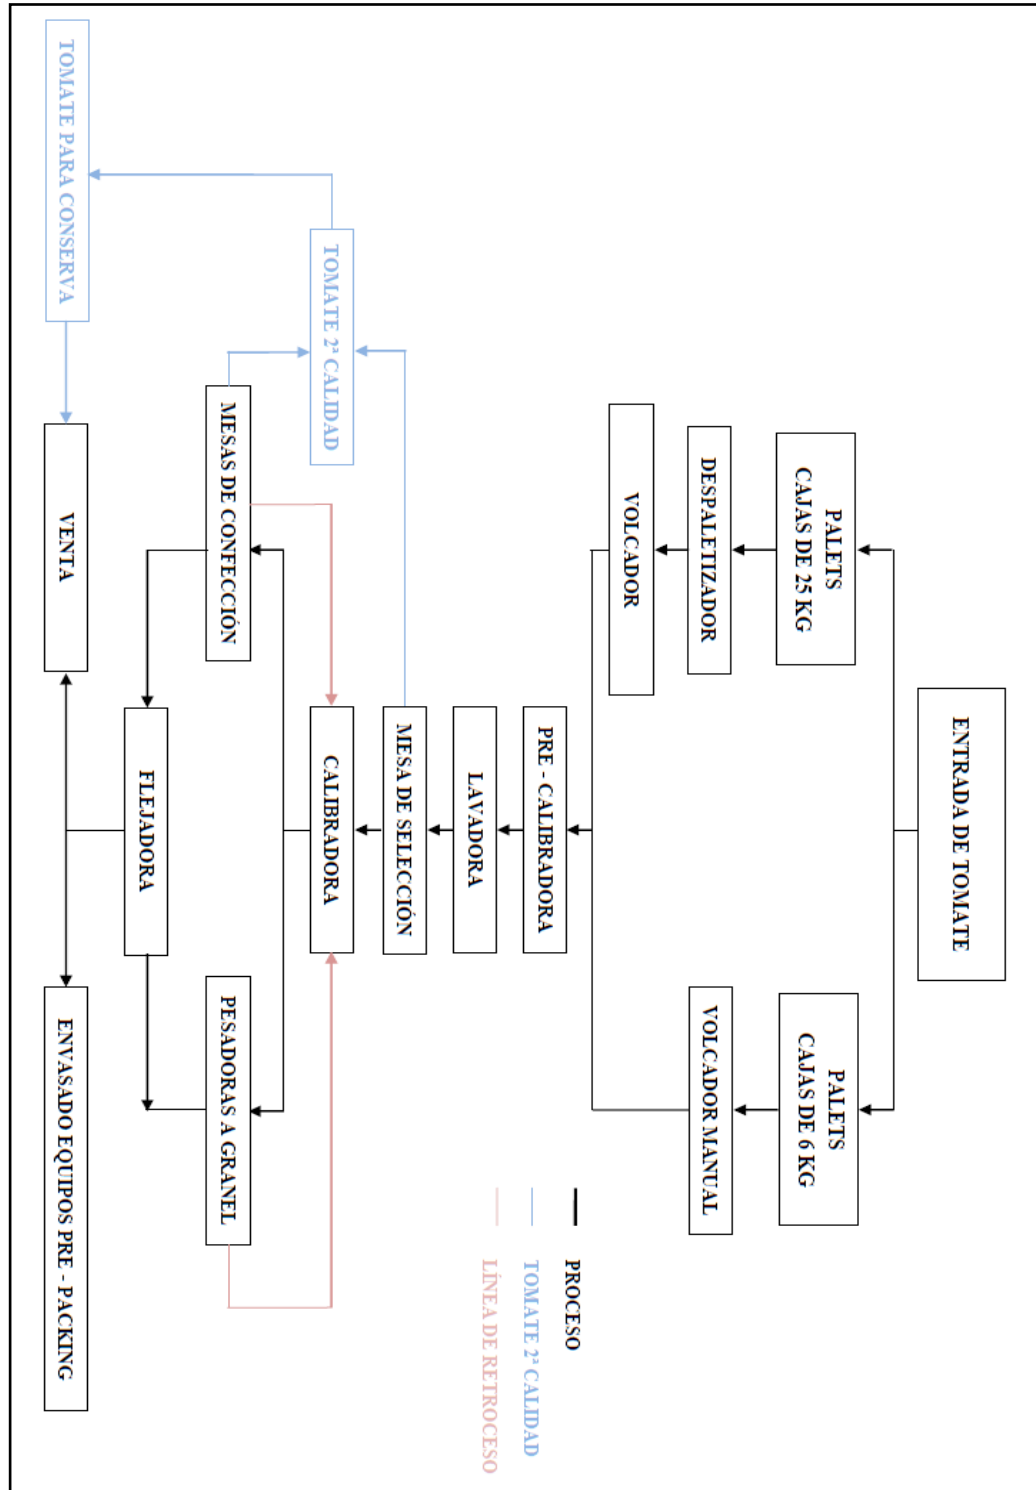 ENTRADA DE TOMATE
PALETS
CAJAS DE 25 KG
PALETS
CAJAS DE 6 KG
DESPALETIZADOR
VOLCADOR MANUAL
VOLCADOR
PRE - CALIBRADORA
LAVADORA
MESA DE SELECCIÓN
TOMATE 2ª CALIDAD
CALIBRADORA
MESAS DE CONFECCIÓN
PESADORAS A GRANEL
FLEJADORA
TOMATE PARA CONSERVA
VENTA
ENVASADO EQUIPOS PRE - PACKING
PROCESO
TOMATE 2ª CALIDAD
LÍNEA DE RETROCESO